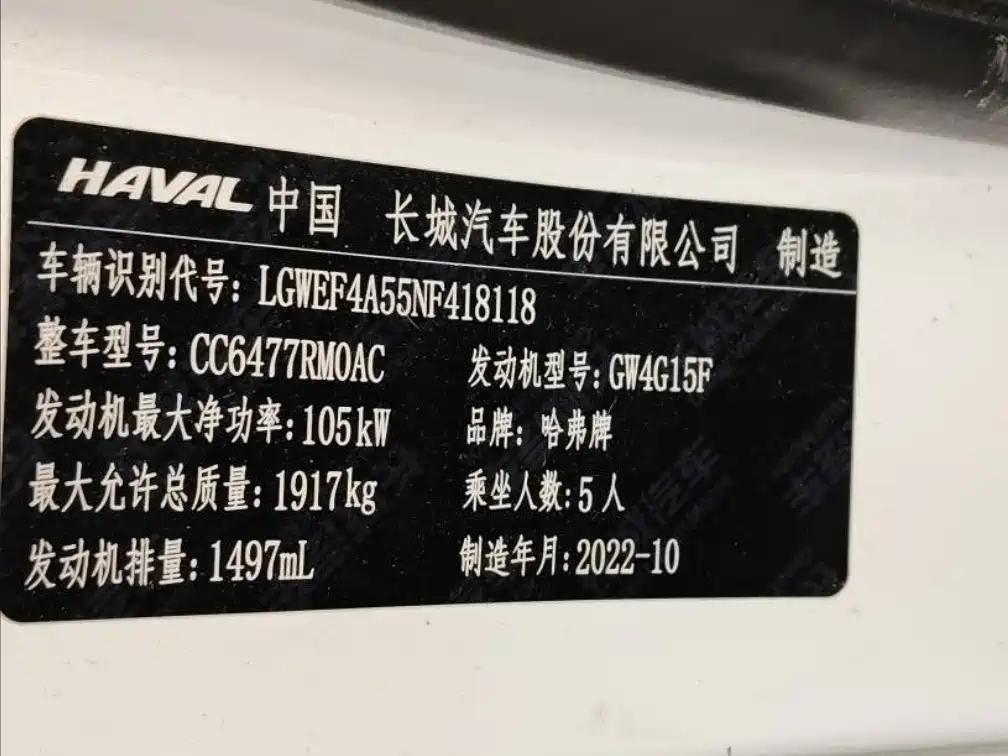 HAVAL 中国 长城汽车股份有限公司 制造
车辆识别代号: LGWEF4A55NF418118
整车型号: CC6477RM0AC 发动机型号: GW4G15F
发动机最大净功率: 105kW 品牌: 哈弗牌
最大允许总质量: 1917kg 乘坐人数: 5 人
发动机排量: 1497mL 制造年月: 2022-10